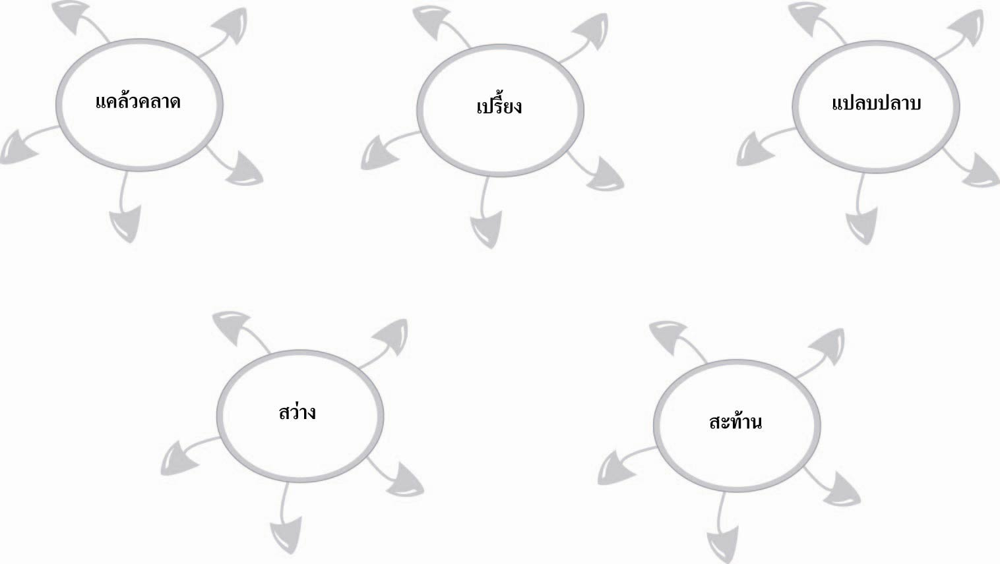 แคล้วคลาด
เปรี้ยง
แปลบปลาบ
สว่าง
สะท้าน